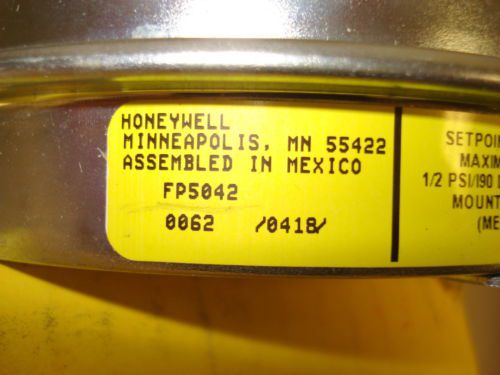 HONEYWELL
MINNEAPOLIS, MN 55422
ASSEMBLED IN MEXICO
FP5042
0062 /0418/
SETPOI
MAXIM
1/2 PSI/190
MOUNT
(ME